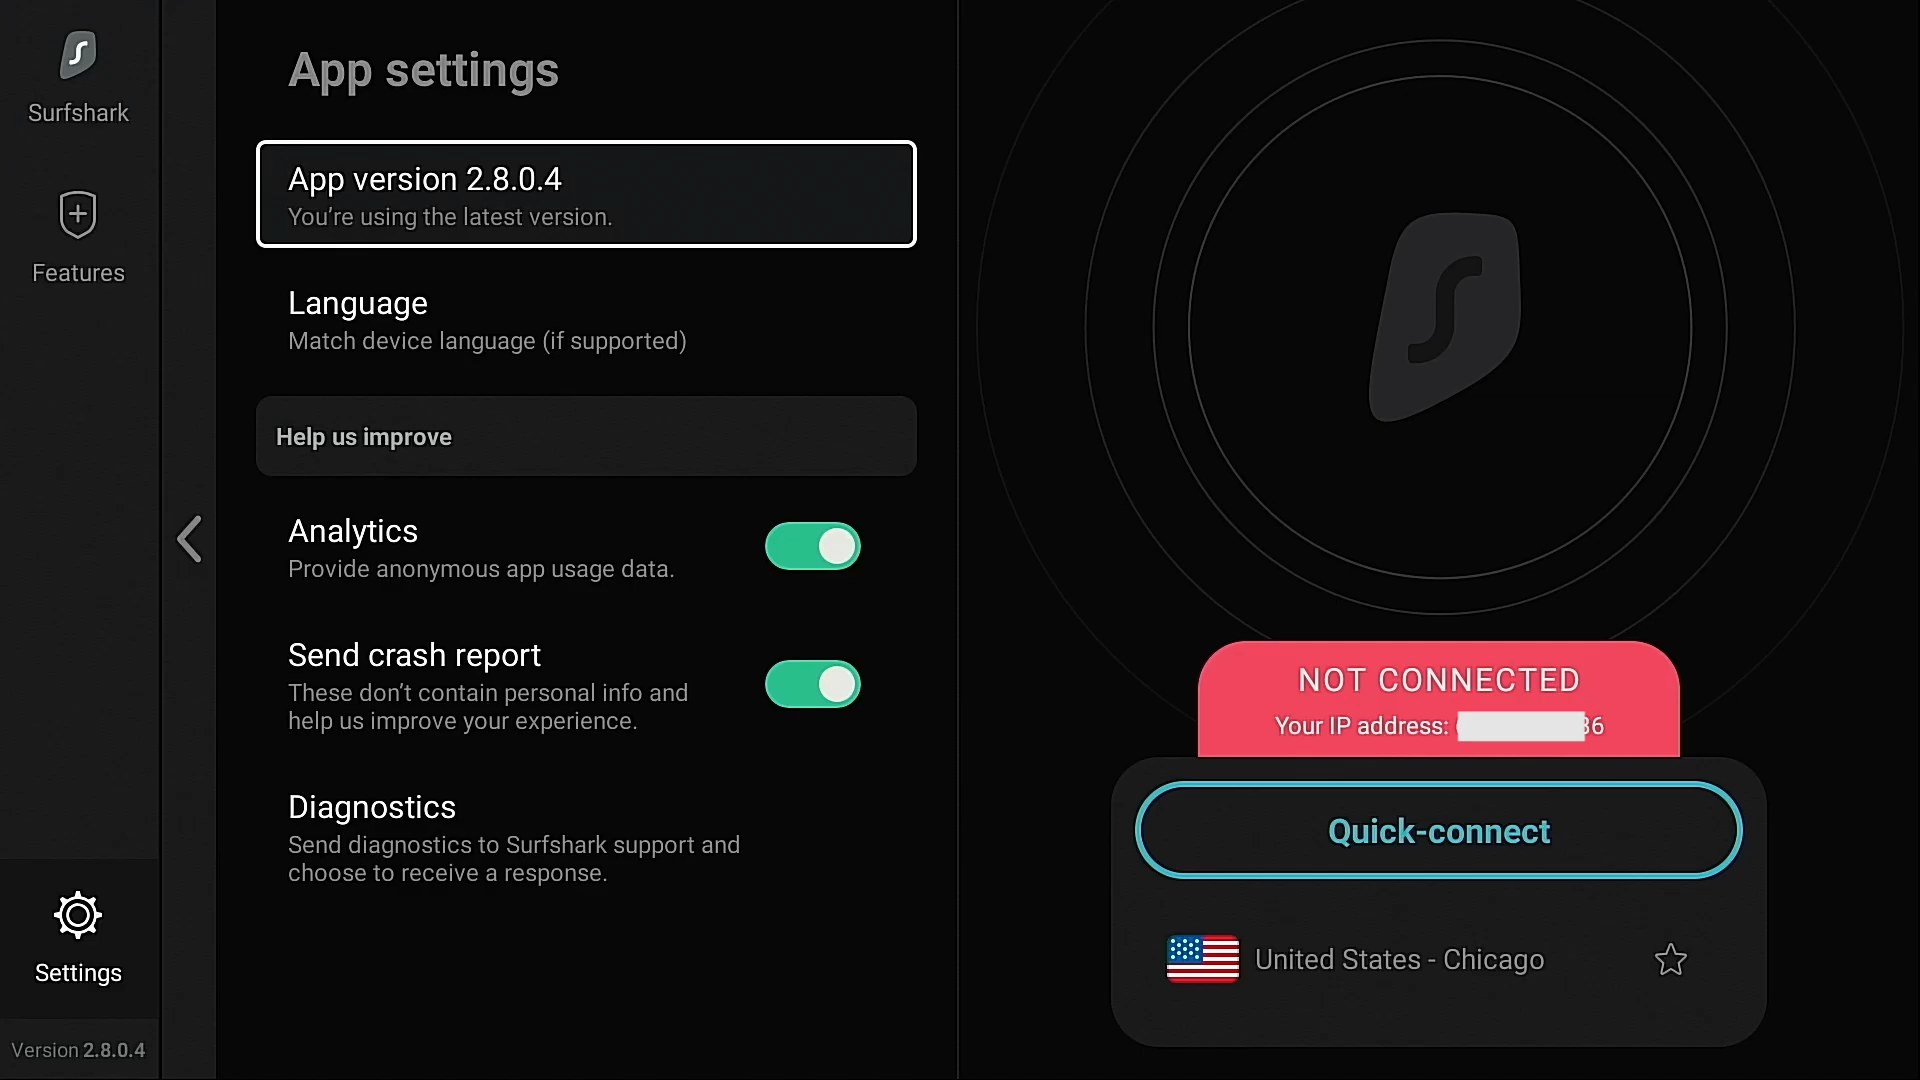 Surfshark
Features
Settings
Version 2.8.0.4
App settings
App version 2.8.0.4
You’re using the latest version.
Language
Match device language (if supported)
Help us improve
Analytics
Provide anonymous app usage data.
Send crash report
These don’t contain personal info and
help us improve your experience.
Diagnostics
Send diagnostics to Surfshark support and
choose to receive a response.
NOT CONNECTED
Your IP address:
Quick-connect
United States - Chicago